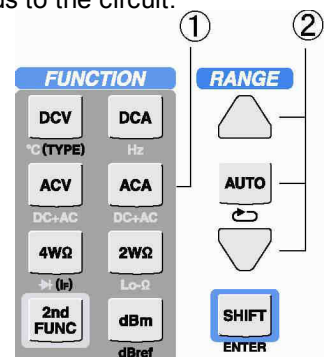 ds to the circuit.
① ②
FUNCTION RANGE
DCV DCA
°C (TYPE) Hz
ACV ACA AUTO
DC+AC DC+AC
4WΩ 2WΩ
(IF) Lo-Ω
2nd FUNC dBm SHIFT
dBref ENTER